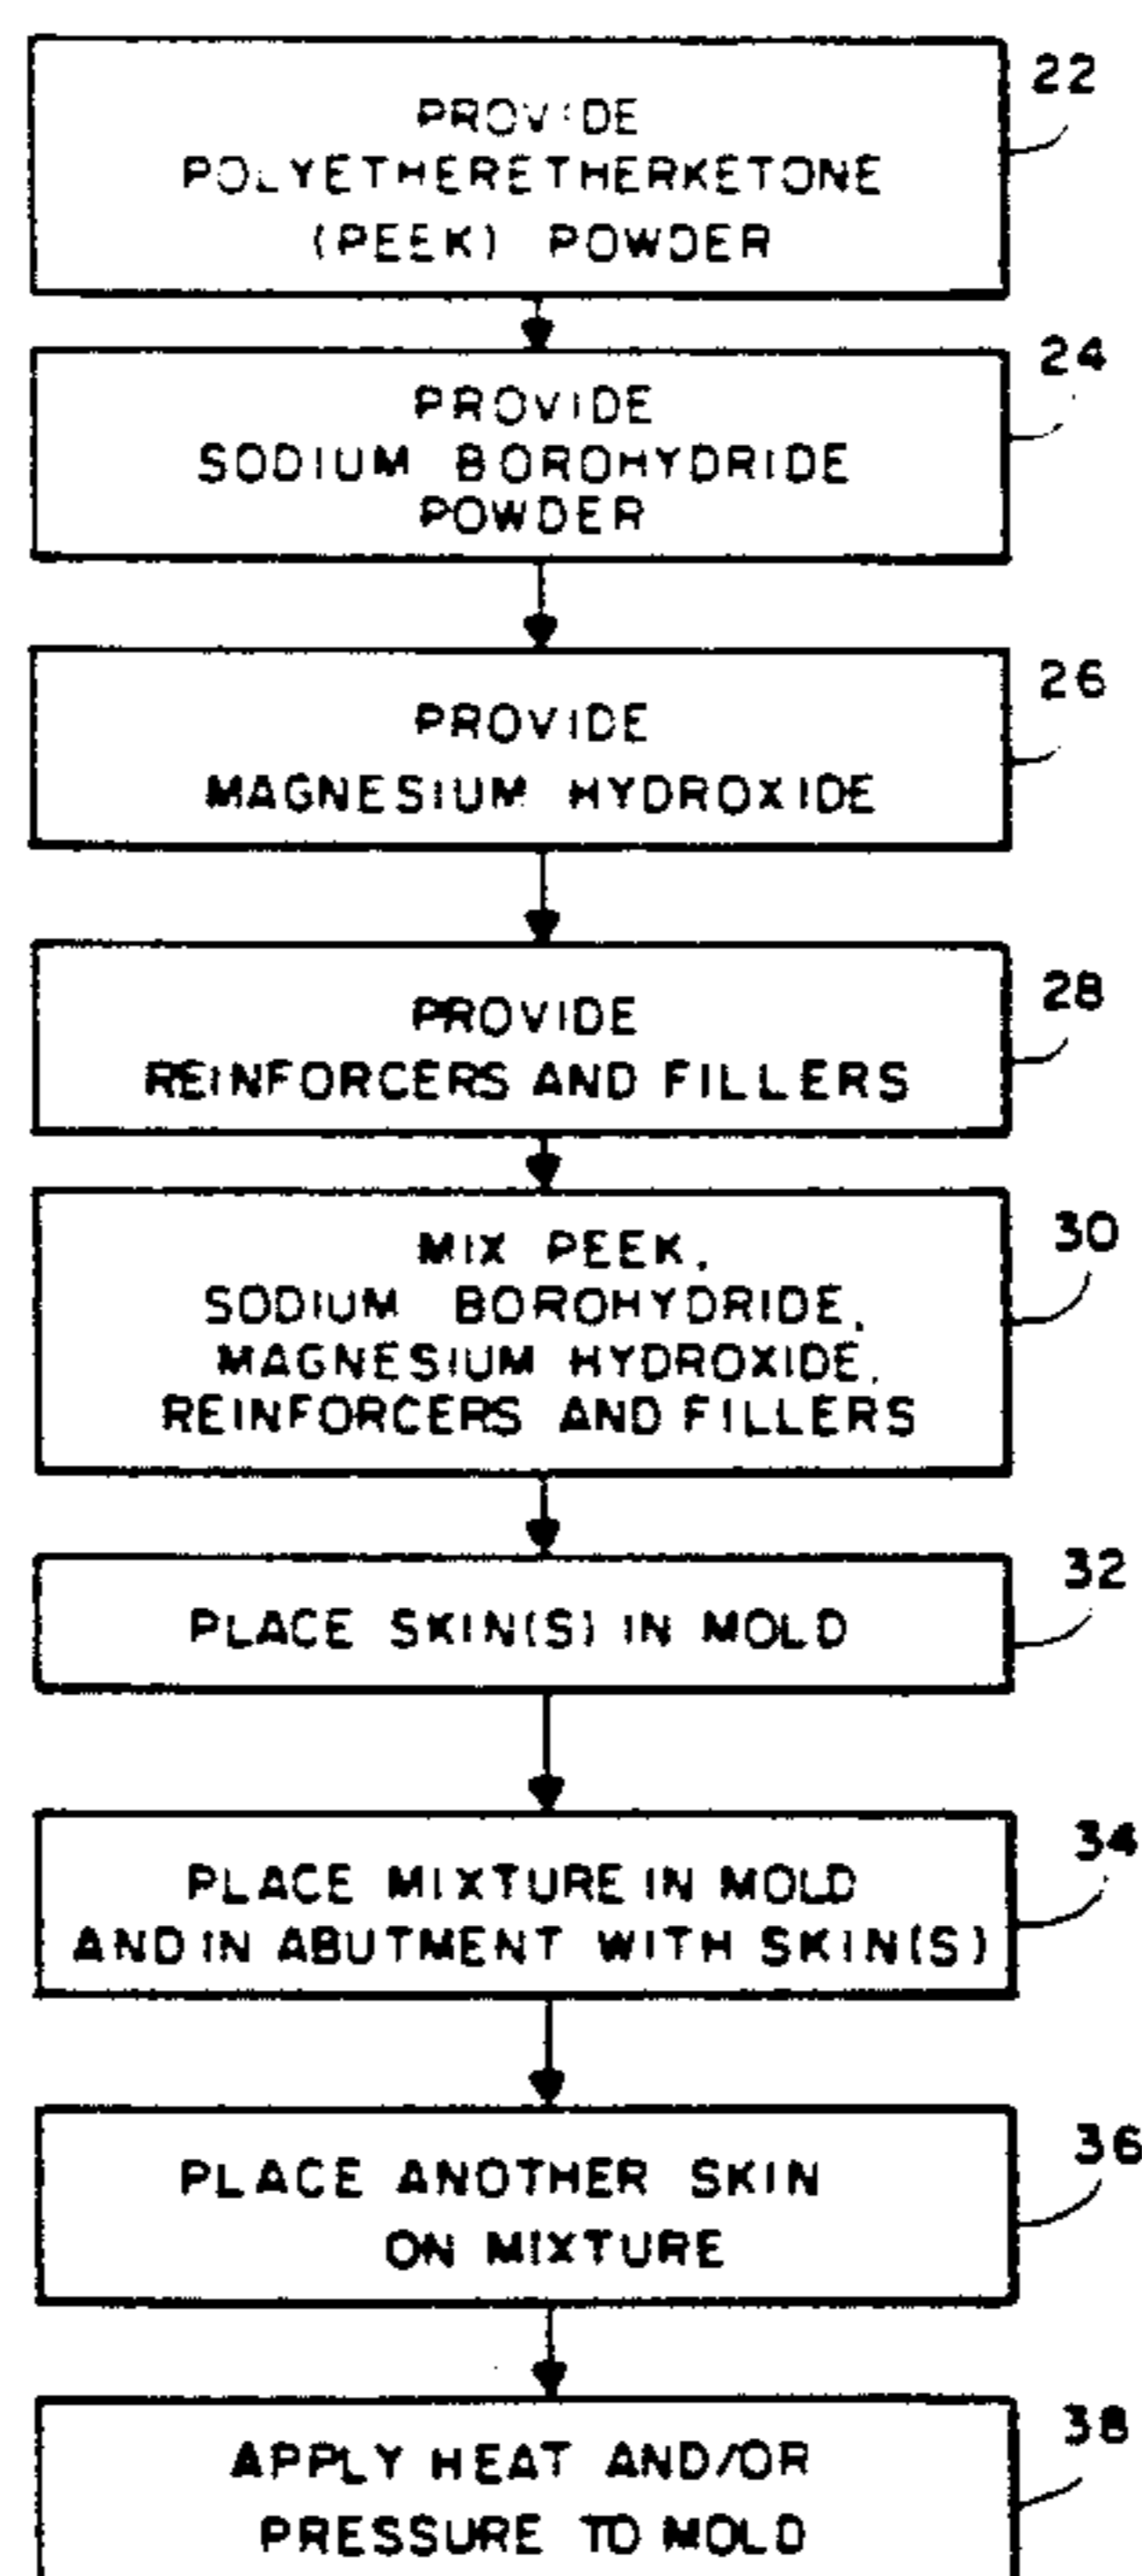 PROVIDE
POLYETHERETHERKETONE
(PEEK) POWDER
22
PROVIDE
SODIUM BOROHYDRIDE
POWDER
24
PROVIDE
MAGNESIUM HYDROXIDE
26
PROVIDE
REINFORCERS AND FILLERS
28
MIX PEEK,
SODIUM BOROHYDRIDE,
MAGNESIUM HYDROXIDE,
REINFORCERS AND FILLERS
30
PLACE SKIN(S) IN MOLD
32
PLACE MIXTURE IN MOLD
AND IN ABUTMENT WITH SKIN(S)
34
PLACE ANOTHER SKIN
ON MIXTURE
36
APPLY HEAT AND/OR
PRESSURE TO MOLD
38